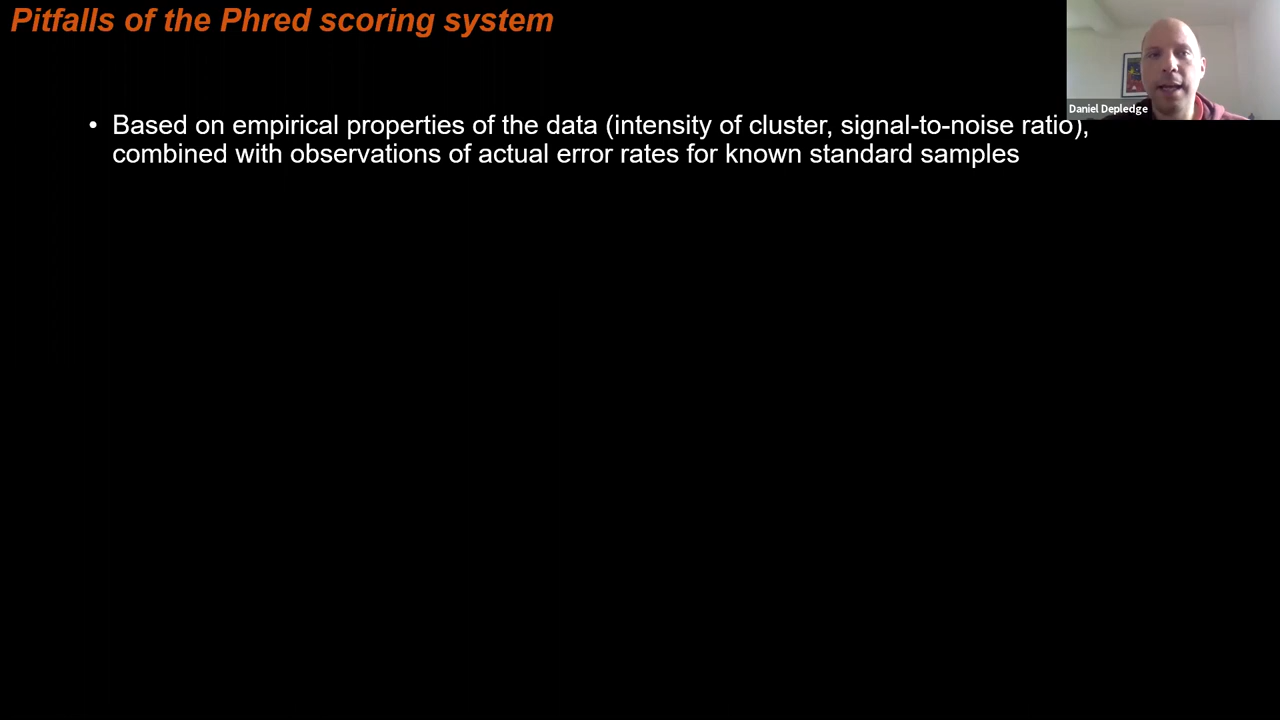 Pitfalls of the Phred scoring system
Daniel Depledge
• Based on empirical properties of the data (intensity of cluster, signal-to-noise ratio),
combined with observations of actual error rates for known standard samples